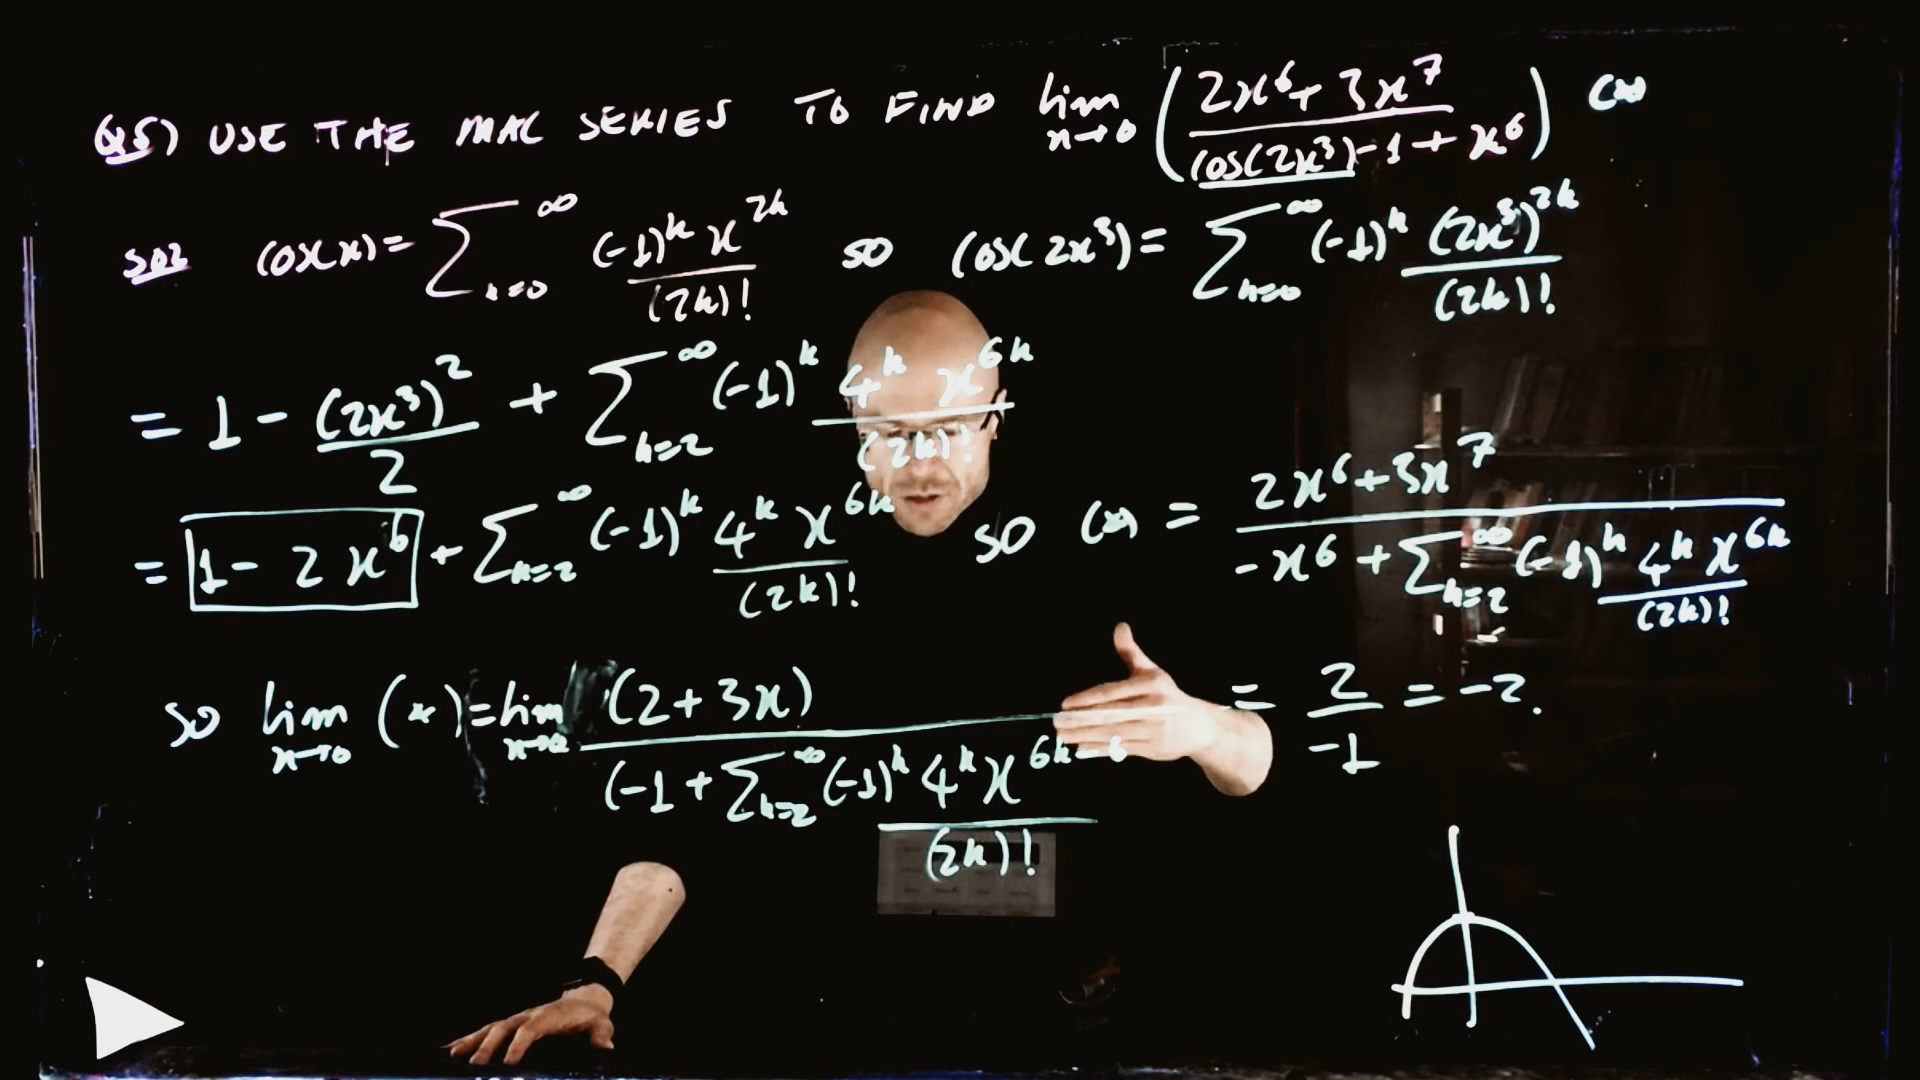 Q5) USE THE MAC SERIES TO FIND lim x→0 ( (2x^6 + 3x^7) / (cos(2x^3) - 1 + x^6) ) (*)
sol cos(x) = ∑_{k=0}^∞ (-1)^k x^{2k} / (2k)! so cos(2x^3) = ∑_{k=0}^∞ (-1)^k (2x^3)^{2k} / (2k)!
= 1 - (2x^3)^2 / 2 + ∑_{k=2}^∞ (-1)^k 4^k x^{6k} / (2k)!
= 1 - 2x^6 + ∑_{k=2}^∞ (-1)^k 4^k x^{6k} / (2k)! so (*) = (2x^6 + 3x^7) / (-x^6 + ∑_{k=2}^∞ (-1)^k 4^k x^{6k} / (2k)!)
so lim x→0 (*) = lim x→0 (2 + 3x) / (-1 + ∑_{k=2}^∞ (-1)^k 4^k x^{6k-6} / (2k)! = 2 / -1 = -2.